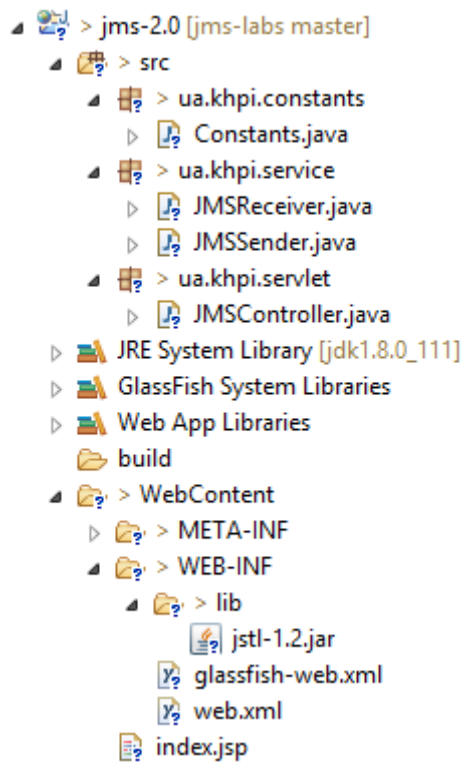 > jms-2.0 [jms-labs master]
> src
> ua.khpi.constants
Constants.java
> ua.khpi.service
JMSReceiver.java
JMSSender.java
> ua.khpi.servlet
JMSController.java
JRE System Library [jdk1.8.0_111]
GlassFish System Libraries
Web App Libraries
build
> WebContent
> META-INF
> WEB-INF
> lib
jstl-1.2.jar
glassfish-web.xml
web.xml
index.jsp